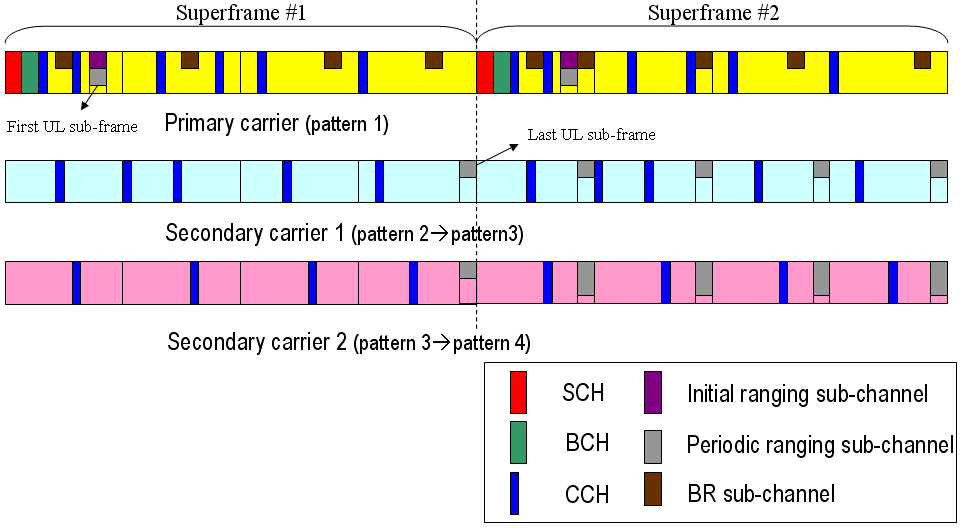 Superframe #1
Superframe #2
First UL sub-frame
Primary carrier (pattern 1)
Last UL sub-frame
Secondary carrier 1 (pattern 2→pattern3)
Secondary carrier 2 (pattern 3→pattern 4)
SCH
Initial ranging sub-channel
BCH
Periodic ranging sub-channel
CCH
BR sub-channel